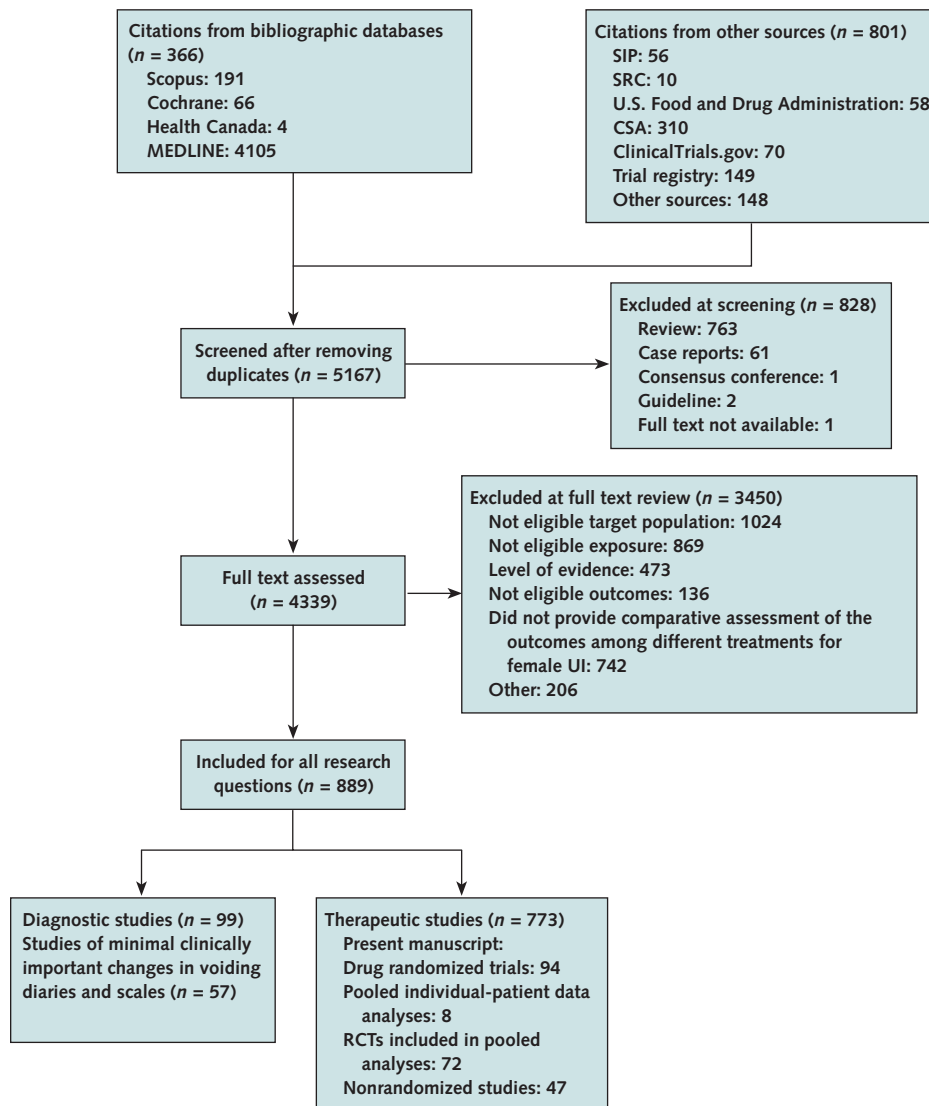 Citations from bibliographic databases
(n = 366)
Scopus: 191
Cochrane: 66
Health Canada: 4
MEDLINE: 4105
Citations from other sources (n = 801)
SIP: 56
SRC: 10
U.S. Food and Drug Administration: 58
CSA: 310
ClinicalTrials.gov: 70
Trial registry: 149
Other sources: 148
Screened after removing
duplicates (n = 5167)
Excluded at screening (n = 828)
Review: 763
Case reports: 61
Consensus conference: 1
Guideline: 2
Full text not available: 1
Full text assessed
(n = 4339)
Excluded at full text review (n = 3450)
Not eligible target population: 1024
Not eligible exposure: 869
Level of evidence: 473
Not eligible outcomes: 136
Did not provide comparative assessment of the
outcomes among different treatments for
female UI: 742
Other: 206
Included for all research
questions (n = 889)
Diagnostic studies (n = 99)
Studies of minimal clinically
important changes in voiding
diaries and scales (n = 57)
Therapeutic studies (n = 773)
Present manuscript:
Drug randomized trials: 94
Pooled individual-patient data
analyses: 8
RCTs included in pooled
analyses: 72
Nonrandomized studies: 47